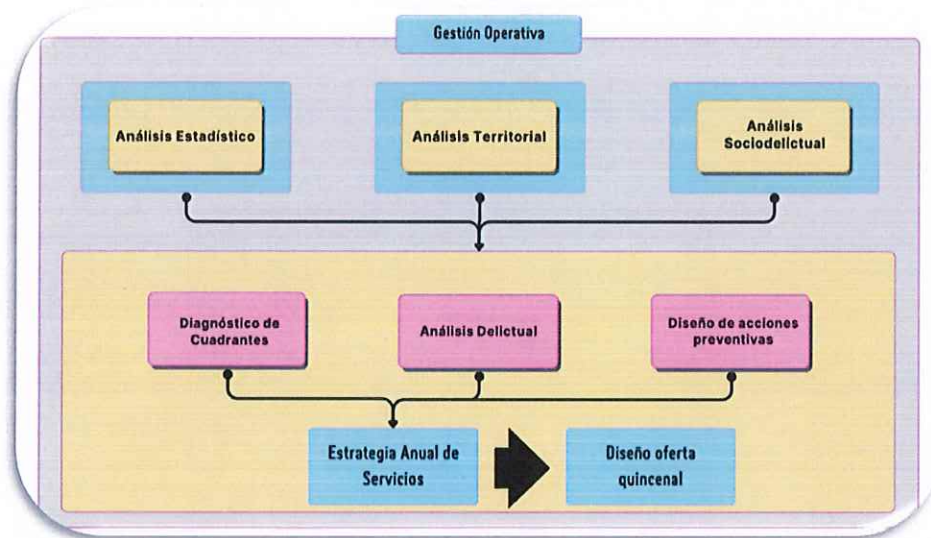 Gestión Operativa
Análisis Estadístico
Análisis Territorial
Análisis
Sociodelictual
Diagnóstico de
Cuadrantes
Análisis Delictual
Diseño de acciones
preventivas
Estrategia Anual de
Servicios
Diseño oferta
quincenal